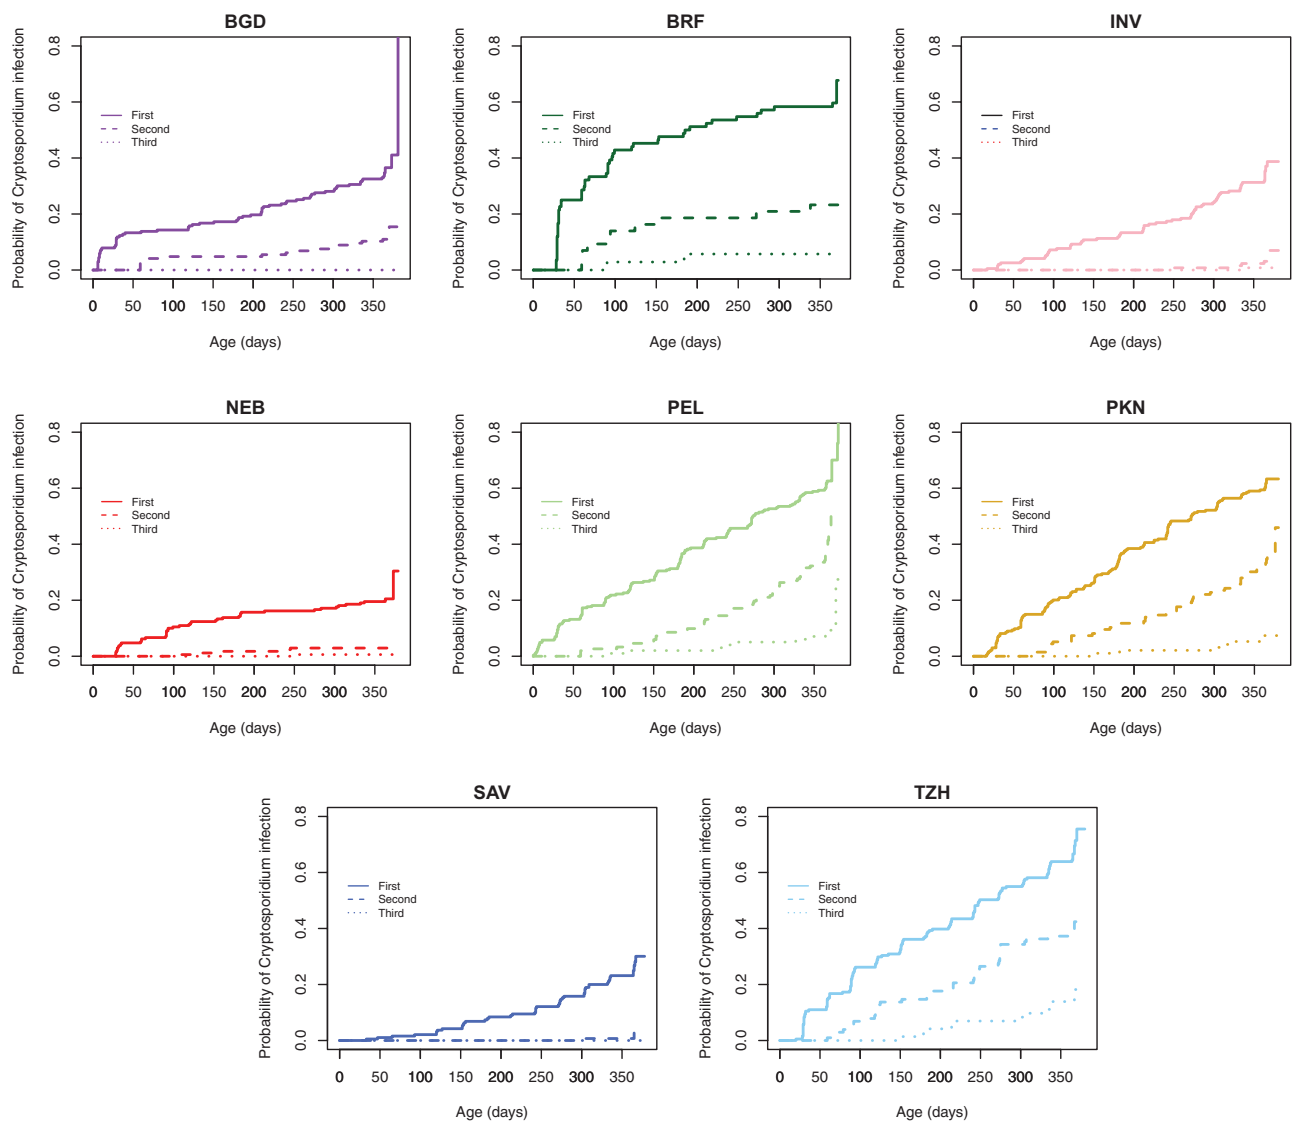 BGD
Probability of Cryptosporidium infection
0.8
0.6
0.4
0.2
0.0
First
Second
Third
0 50 100 150 200 250 300 350
Age (days)
BRF
Probability of Cryptosporidium infection
0.8
0.6
0.4
0.2
0.0
First
Second
Third
0 50 100 150 200 250 300 350
Age (days)
INV
Probability of Cryptosporidium infection
0.8
0.6
0.4
0.2
0.0
First
Second
Third
0 50 100 150 200 250 300 350
Age (days)
NEB
Probability of Cryptosporidium infection
0.8
0.6
0.4
0.2
0.0
First
Second
Third
0 50 100 150 200 250 300 350
Age (days)
PEL
Probability of Cryptosporidium infection
0.8
0.6
0.4
0.2
0.0
First
Second
Third
0 50 100 150 200 250 300 350
Age (days)
PKN
Probability of Cryptosporidium infection
0.8
0.6
0.4
0.2
0.0
First
Second
Third
0 50 100 150 200 250 300 350
Age (days)
SAV
Probability of Cryptosporidium infection
0.8
0.6
0.4
0.2
0.0
First
Second
Third
0 50 100 150 200 250 300 350
Age (days)
TZH
Probability of Cryptosporidium infection
0.8
0.6
0.4
0.2
0.0
First
Second
Third
0 50 100 150 200 250 300 350
Age (days)